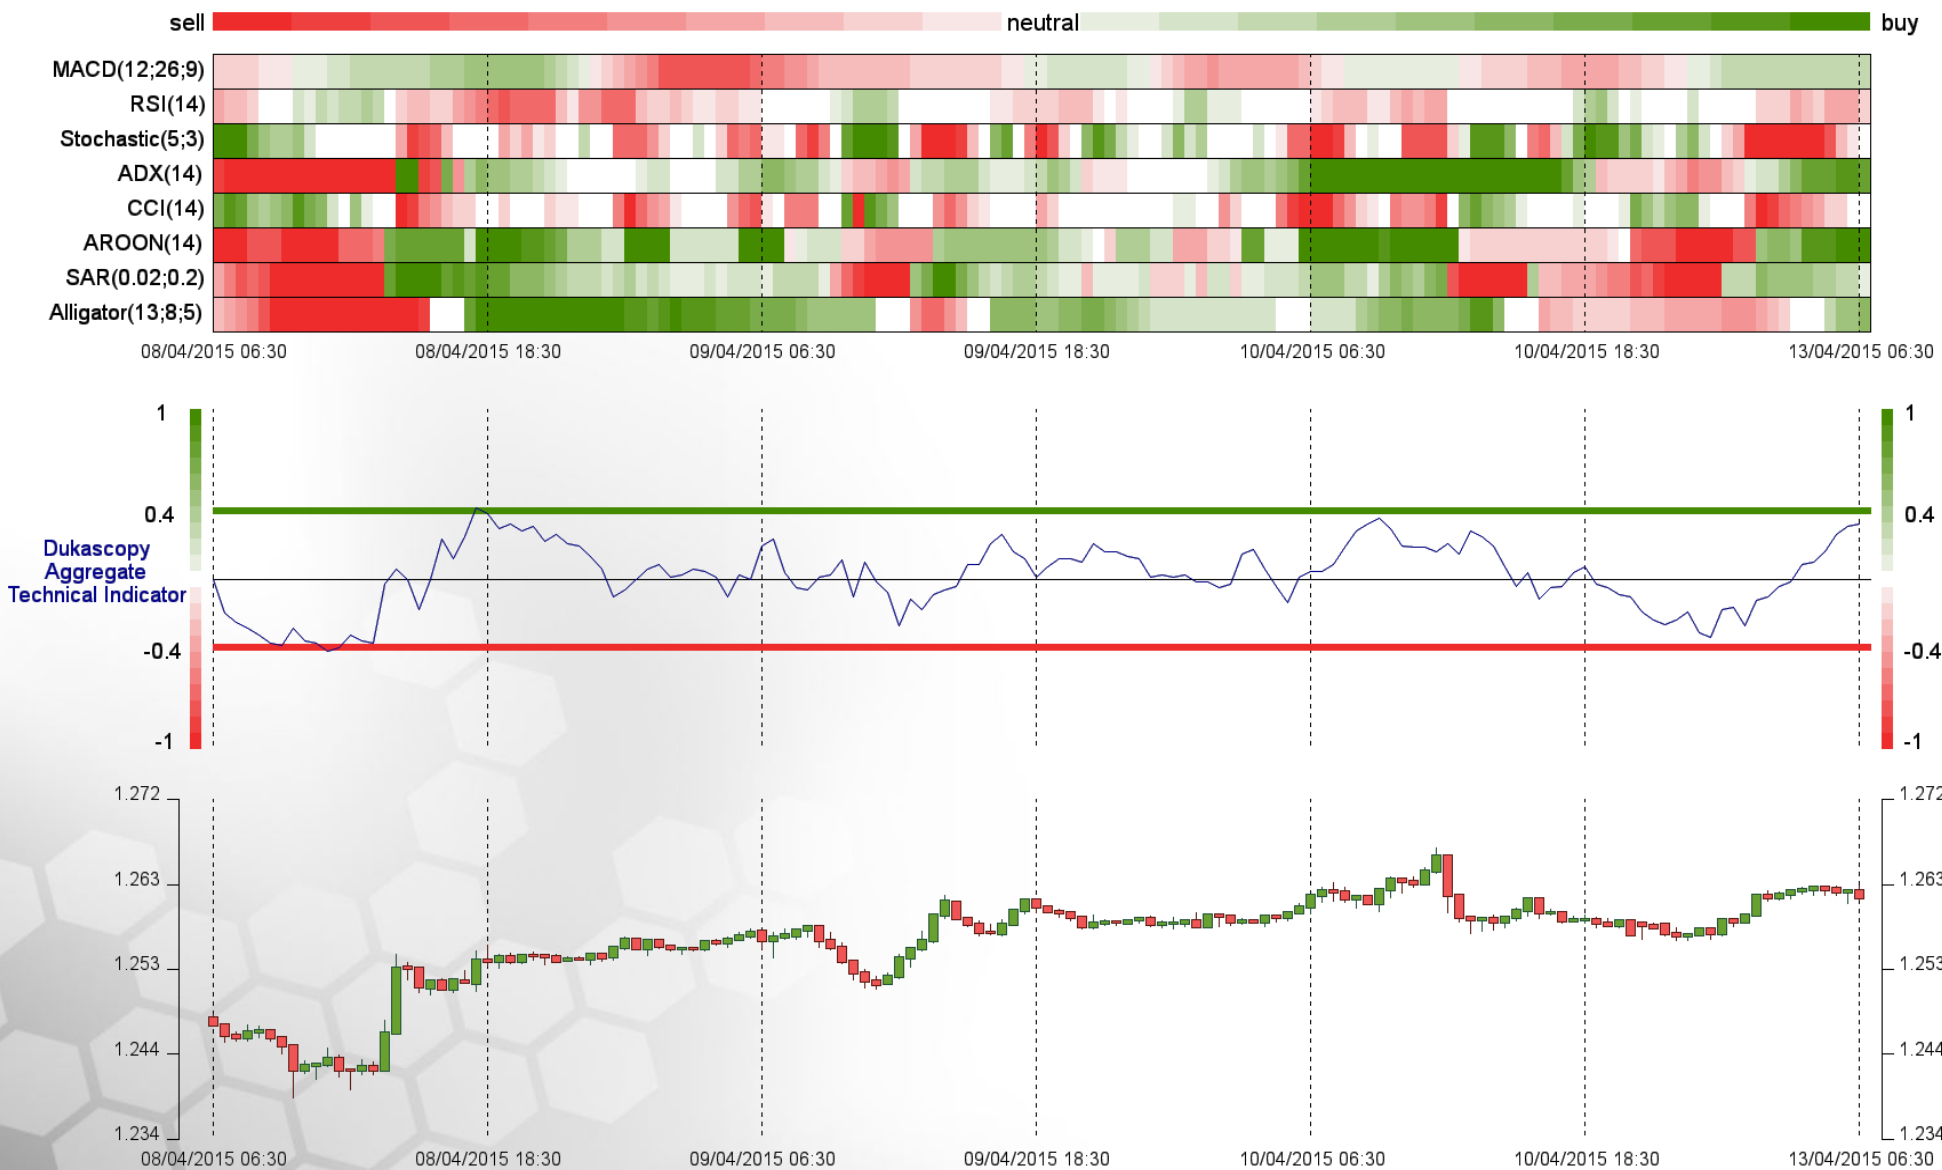 sell neutral buy
MACD(12;26;9)
RSI(14)
Stochastic(5;3)
ADX(14)
CCI(14)
AROON(14)
SAR(0.02;0.2)
Alligator(13;8;5)
08/04/2015 06:30 08/04/2015 18:30 09/04/2015 06:30 09/04/2015 18:30 10/04/2015 06:30 10/04/2015 18:30 13/04/2015 06:30
1 1
0.4 0.4
Dukascopy
Aggregate
Technical Indicator
-0.4 -0.4
-1 -1
1.272 1.272
1.263 1.263
1.253 1.253
1.244 1.244
1.234 1.234
08/04/2015 06:30 08/04/2015 18:30 09/04/2015 06:30 09/04/2015 18:30 10/04/2015 06:30 10/04/2015 18:30 13/04/2015 06:30